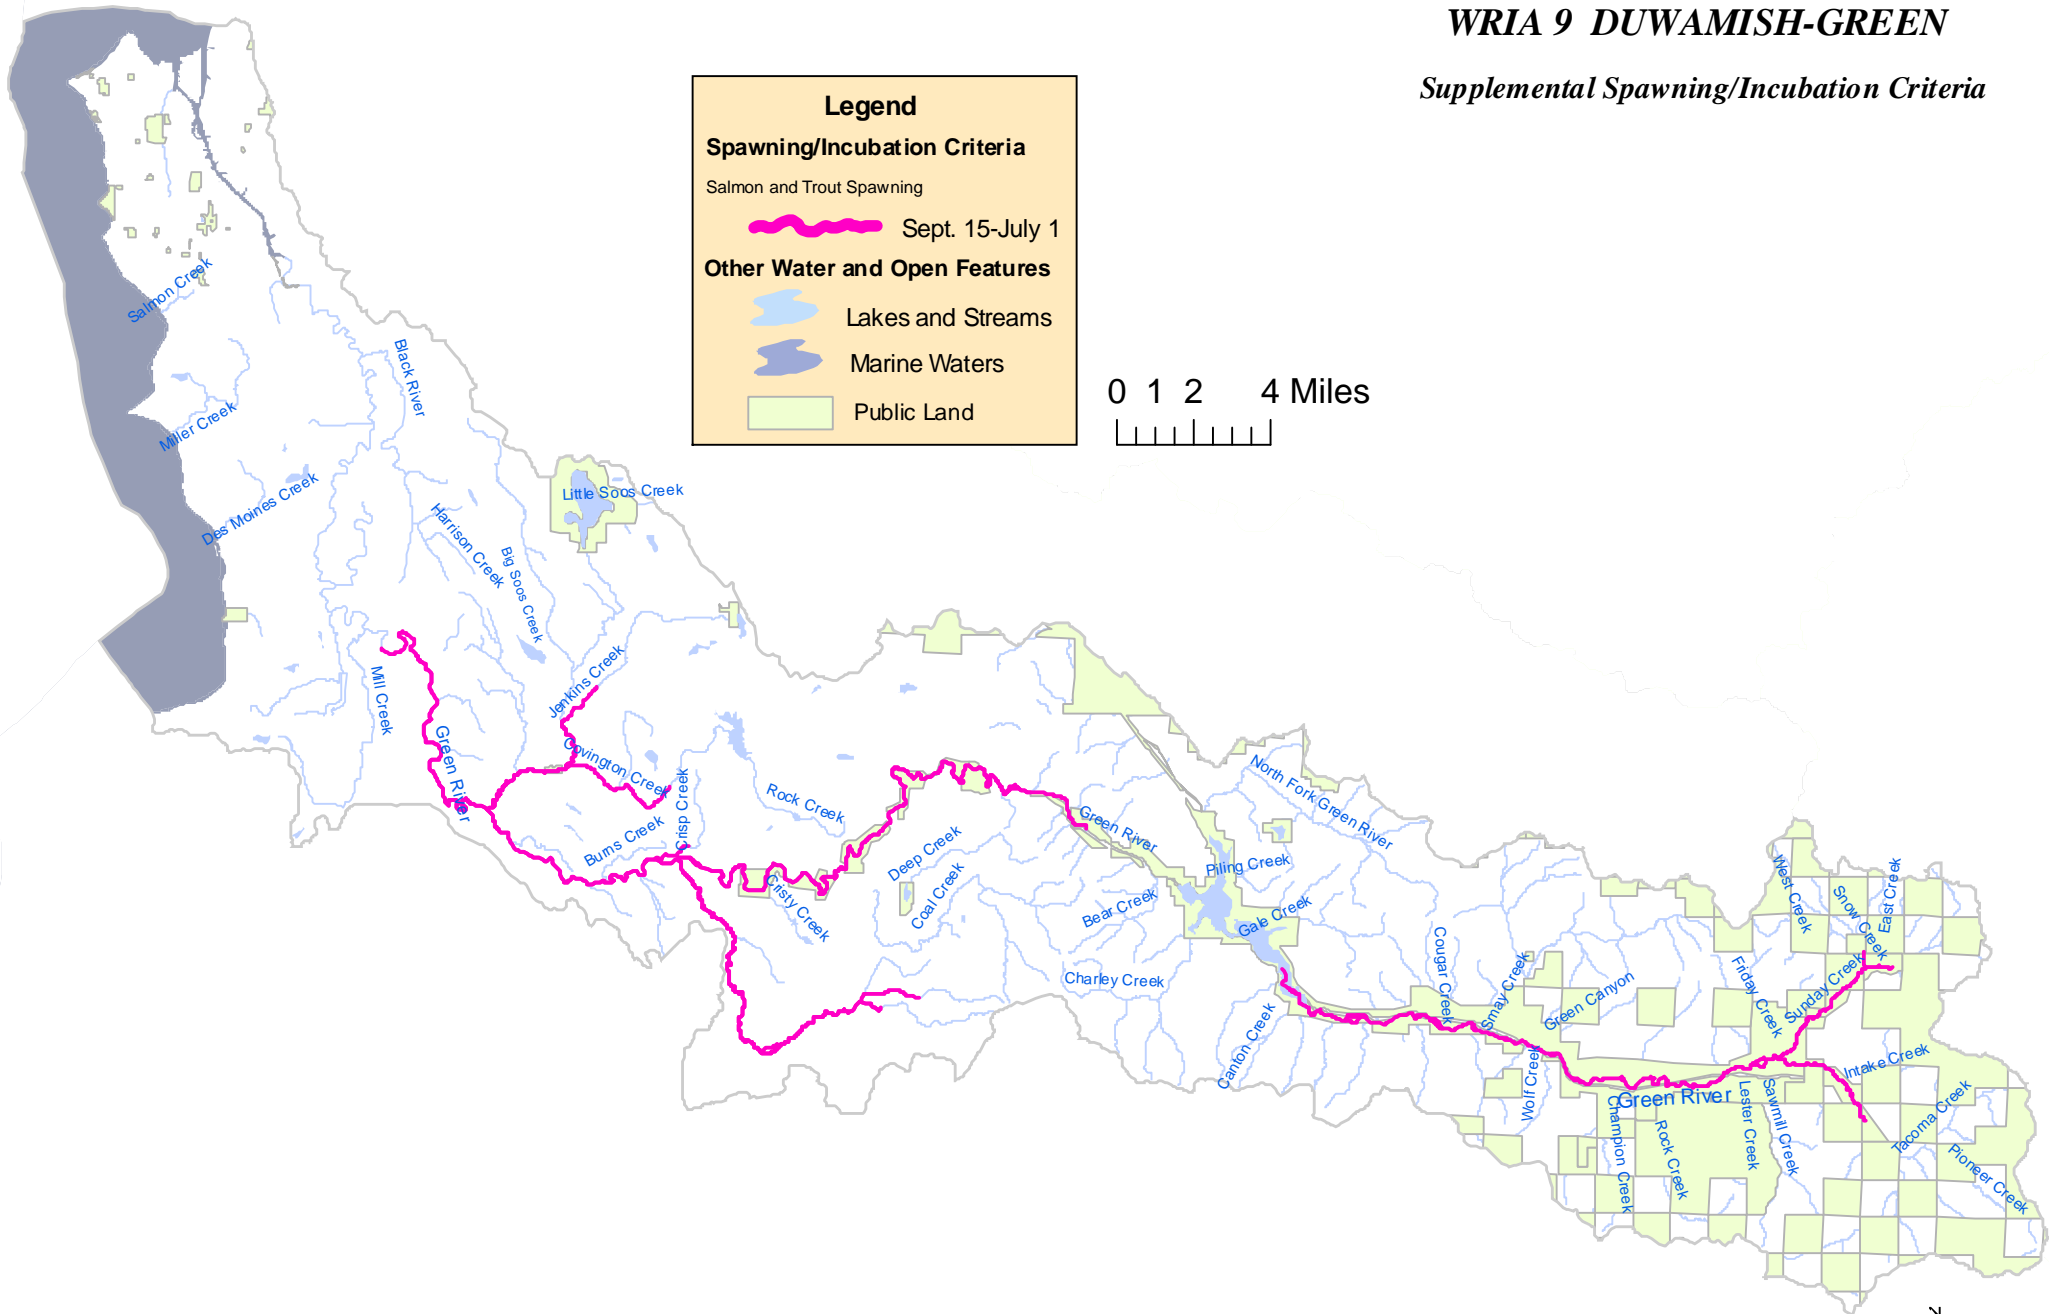 WRIA 9 DUWAMISH-GREEN
Supplemental Spawning/Incubation Criteria
Legend
Spawning/Incubation Criteria
Salmon and Trout Spawning
Sept. 15-July 1
Other Water and Open Features
Lakes and Streams
Marine Waters
Public Land
0 1 2 4 Miles
Salmon Creek
Black River
Miller Creek
Des Moines Creek
Little Soos Creek
Harrison Creek
Big Soos Creek
Jenkins Creek
Mill Creek
Green River
Covington Creek
Crisp Creek
Rock Creek
Burns Creek
Cristy Creek
Deep Creek
Coal Creek
Green River
North Fork Green River
Piling Creek
Bear Creek
Gale Creek
Charley Creek
Canton Creek
Cougar Creek
Smay Creek
Green Canyon
Wolf Creek
West Creek
Snow Creek
East Creek
Friday Creek
Sunday Creek
Intake Creek
Green River
Champion Creek
Rock Creek
Lester Creek
Sawmill Creek
Tacoma Creek
Pioneer Creek